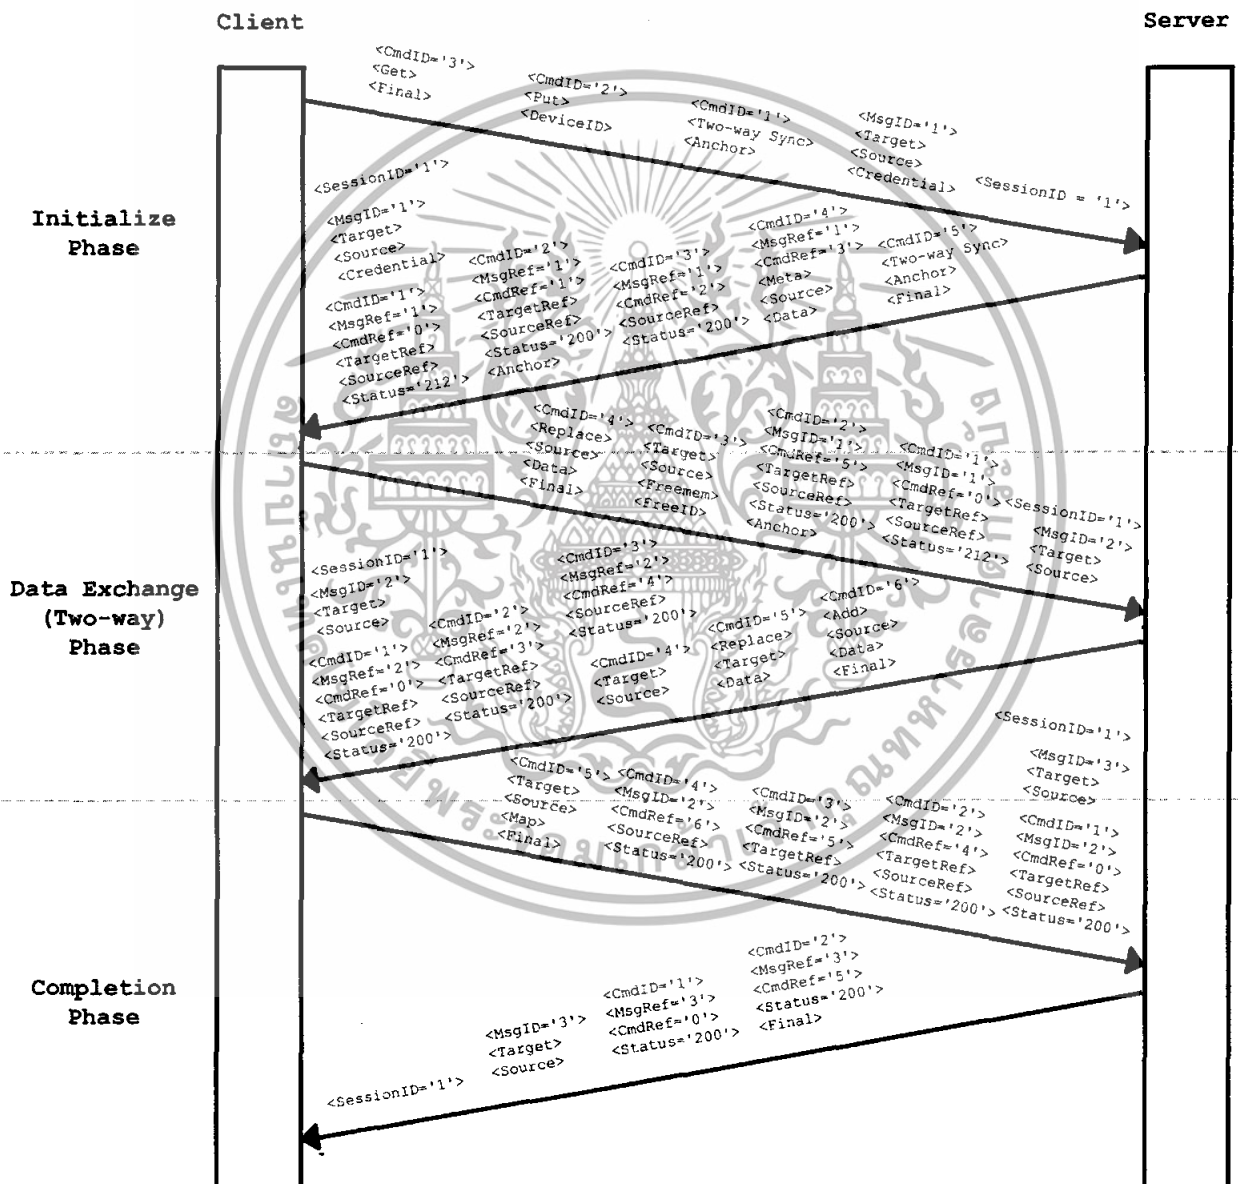 Client
Server
<CmdID='3'>
<Get>
<Final>
<CmdID='2'>
<Put>
<DeviceID>
<CmdID='1'>
<Two-way Sync>
<Anchor>
<MsgID='1'>
<Target>
<Source>
<Credential>
<SessionID = '1'>
Initialize
Phase
<SessionID='1'>
<MsgID='1'>
<Target>
<Source>
<Credential>
<CmdID='1'>
<MsgRef='1'>
<CmdRef='0'>
<TargetRef>
<SourceRef>
<Status='212'>
<CmdID='2'>
<MsgRef='1'>
<CmdRef='1'>
<TargetRef>
<SourceRef>
<Status='200'>
<Anchor>
<CmdID='3'>
<MsgRef='1'>
<CmdRef='2'>
<SourceRef>
<Status='200'>
<CmdID='4'>
<MsgRef='1'>
<CmdRef='3'>
<Meta>
<Source>
<Data>
<CmdID='5'>
<Two-way Sync>
<Anchor>
<Final>
<CmdID='4'>
<Replace>
<Source>
<Data>
<Final>
<CmdID='3'>
<Target>
<Source>
<Freemem>
<FreeID>
<CmdID='2'>
<MsgID='1'>
<CmdRef='5'>
<TargetRef>
<SourceRef>
<Status='200'>
<Anchor>
<CmdID='1'>
<MsgID='1'>
<CmdRef='0'>
<TargetRef>
<SourceRef>
<Status='212'>
<SessionID='1'>
<MsgID='2'>
<Target>
<Source>
Data Exchange
(Two-way)
Phase
<SessionID='1'>
<MsgID='2'>
<Target>
<Source>
<CmdID='1'>
<MsgRef='2'>
<CmdRef='0'>
<TargetRef>
<SourceRef>
<Status='200'>
<CmdID='2'>
<MsgRef='2'>
<CmdRef='3'>
<TargetRef>
<SourceRef>
<Status='200'>
<CmdID='3'>
<MsgRef='2'>
<CmdRef='4'>
<SourceRef>
<Status='200'>
<CmdID='4'>
<Target>
<Source>
<CmdID='5'>
<Replace>
<Target>
<Data>
<CmdID='6'>
<Add>
<Source>
<Data>
<Final>
<CmdID='5'>
<Target>
<Source>
<Map>
<Final>
<CmdID='4'>
<MsgID='2'>
<CmdRef='6'>
<SourceRef>
<Status='200'>
<CmdID='3'>
<MsgID='2'>
<CmdRef='5'>
<TargetRef>
<Status='200'>
<CmdID='2'>
<MsgID='2'>
<CmdRef='4'>
<TargetRef>
<SourceRef>
<Status='200'>
<SessionID='1'>
<MsgID='3'>
<Target>
<Source>
<CmdID='1'>
<MsgID='2'>
<CmdRef='0'>
<TargetRef>
<SourceRef>
<Status='200'>
Completion
Phase
<SessionID='1'>
<MsgID='3'>
<Target>
<Source>
<CmdID='1'>
<MsgRef='3'>
<CmdRef='0'>
<Status='200'>
<CmdID='2'>
<MsgRef='3'>
<CmdRef='5'>
<Status='200'>
<Final>